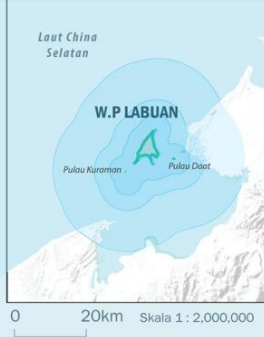 Laut China
Selatan
W.P LABUAN
Pulau Kuraman
Pulau Daat
0 20km Skala 1 : 2,000,000